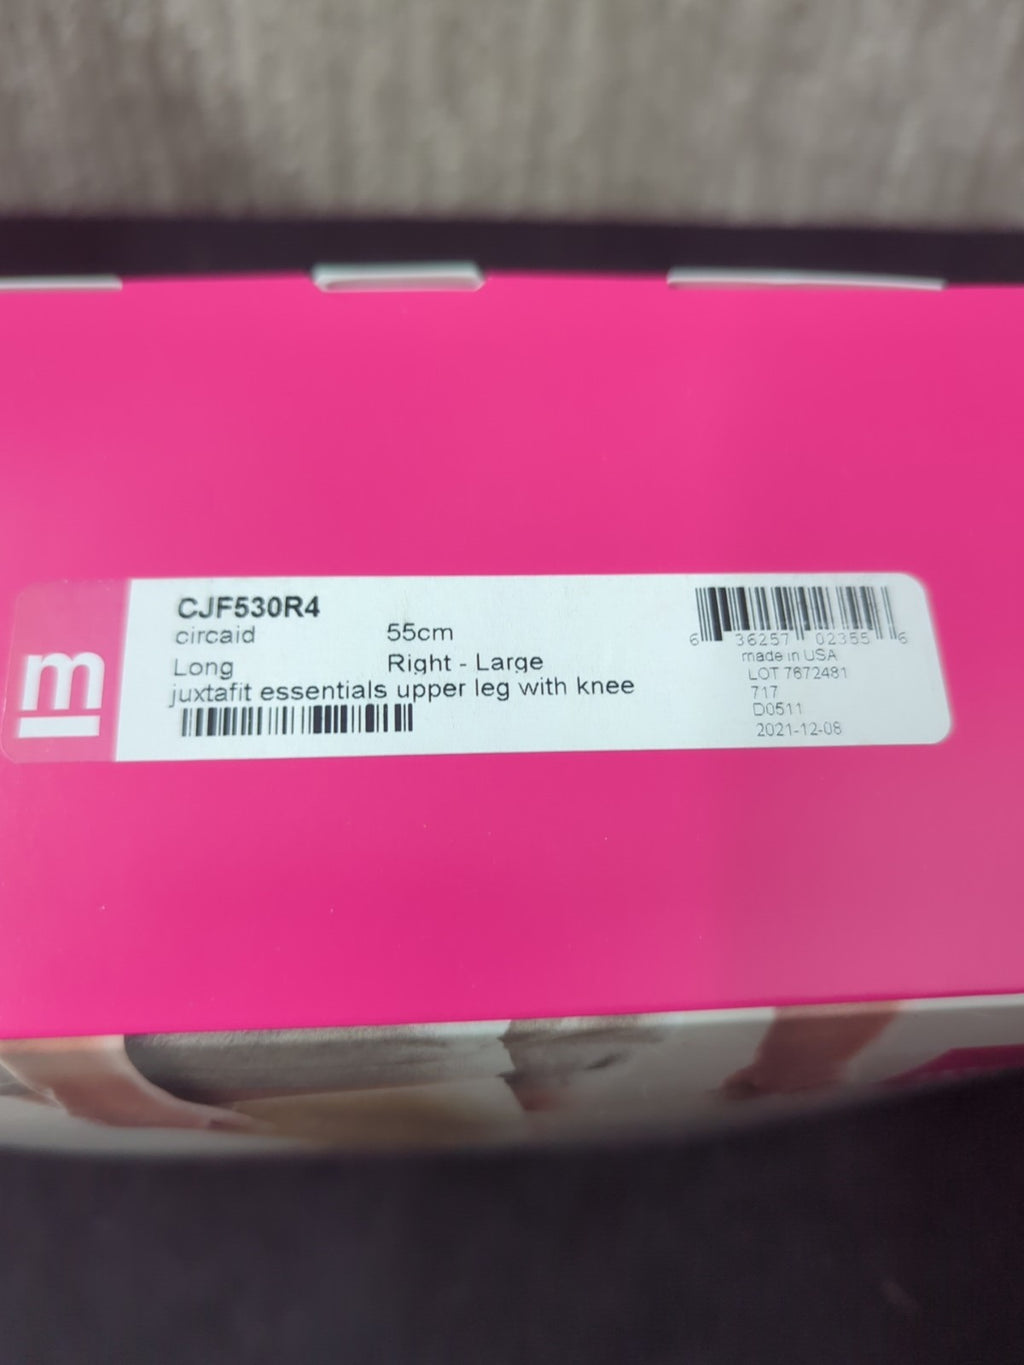 m
CJF530R4
circaid 55cm
Long Right - Large
juxtafit essentials upper leg with knee
6 36257 02355 6
made in USA
LOT 7672481
717
D0511
2021-12-08